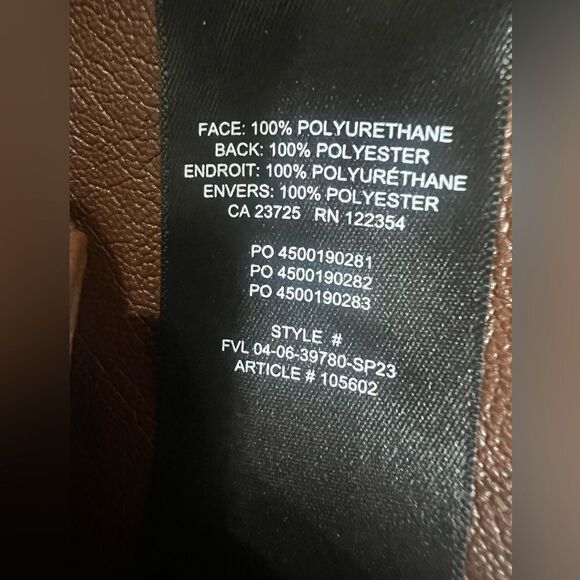 FACE: 100% POLYURETHANE
BACK: 100% POLYESTER
ENDROIT: 100% POLYURÉTHANE
ENVERS: 100% POLYESTER
CA 23725 RN 122354
PO 4500190281
PO 4500190282
PO 4500190283
STYLE #
FVL 04-06-39780-SP23
ARTICLE # 105602